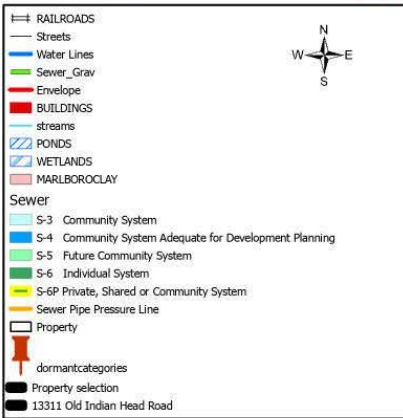 RAILROADS
Streets
Water Lines
Sewer_Grav
Envelope
BUILDINGS
streams
PONDS
WETLANDS
MARLBOROCLAY
Sewer
S-3 Community System
S-4 Community System Adequate for Development Planning
S-5 Future Community System
S-6 Individual System
S-6P Private, Shared or Community System
Sewer Pipe Pressure Line
Property
dormantcategories
Property selection
13311 Old Indian Head Road
N
W E
S